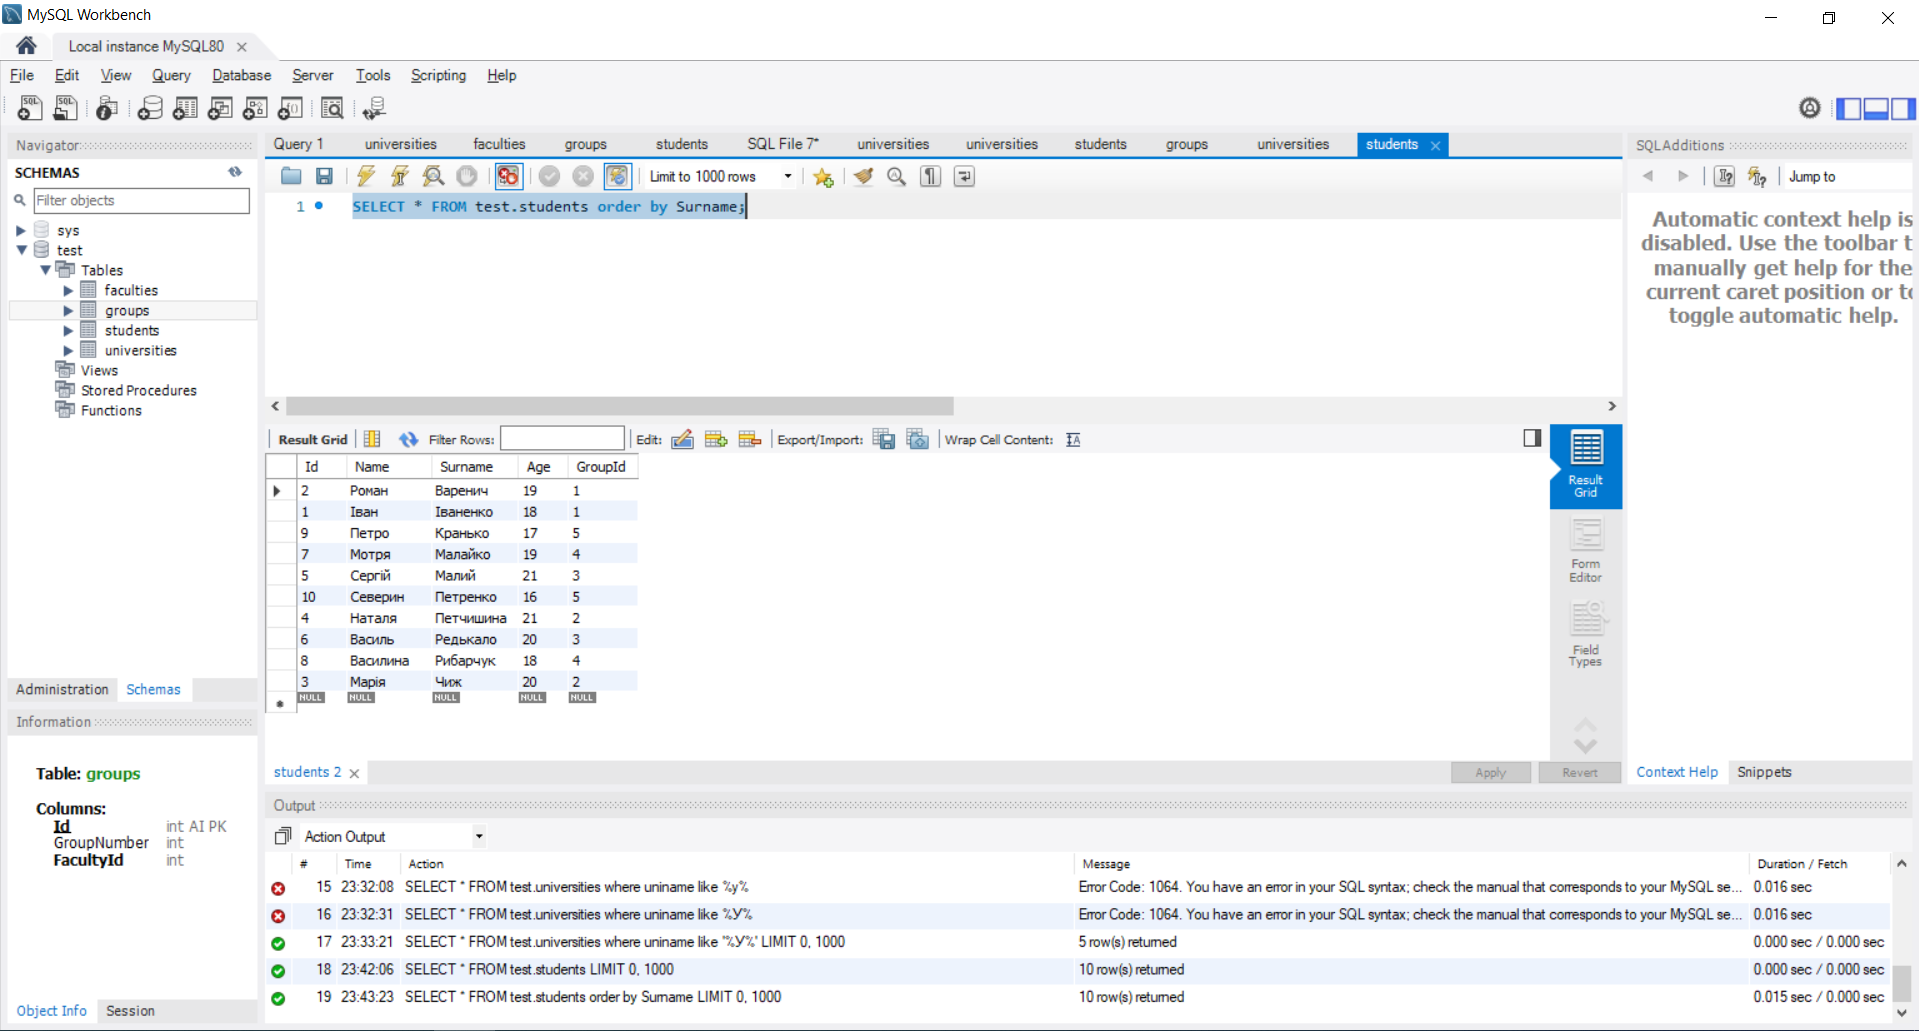 MySQL Workbench
Local instance MySQL80
File Edit View Query Database Server Tools Scripting Help
Navigator
SCHEMAS
Filter objects
sys
test
Tables
faculties
groups
students
universities
Views
Stored Procedures
Functions
Administration Schemas
Information
Table: groups
Columns:
Id int AI PK
GroupNumber int
FacultyId int
Object Info Session
Query 1 universities faculties groups students SQL File 7* universities universities students groups universities students
Limit to 1000 rows
1 SELECT * FROM test.students order by Surname;
Result Grid Filter Rows: Edit: Export/Import: Wrap Cell Content:
Id Name Surname Age GroupId
2 Роман Варенич 19 1
1 Іван Іваненко 18 1
9 Петро Кранько 17 5
7 Мотря Малайко 19 4
5 Сергій Малий 21 3
10 Северин Петренко 16 5
4 Наталя Петчишина 21 2
6 Василь Редькало 20 3
8 Василина Рибарчук 18 4
3 Марія Чиж 20 2
NULL NULL NULL NULL NULL
Result
Grid
Form
Editor
Field
Types
students 2
Apply Revert
SQLAdditions
Jump to
Automatic context help is
disabled. Use the toolbar t
manually get help for the
current caret position or to
toggle automatic help.
Context Help Snippets
Output
Action Output
# Time Action Message Duration / Fetch
15 23:32:08 SELECT * FROM test.universities where uniname like %y% Error Code: 1064. You have an error in your SQL syntax; check the manual that corresponds to your MySQL se... 0.016 sec
16 23:32:31 SELECT * FROM test.universities where uniname like %У% Error Code: 1064. You have an error in your SQL syntax; check the manual that corresponds to your MySQL se... 0.016 sec
17 23:33:21 SELECT * FROM test.universities where uniname like '%У%' LIMIT 0, 1000 5 row(s) returned 0.000 sec / 0.000 sec
18 23:42:06 SELECT * FROM test.students LIMIT 0, 1000 10 row(s) returned 0.000 sec / 0.000 sec
19 23:43:23 SELECT * FROM test.students order by Surname LIMIT 0, 1000 10 row(s) returned 0.015 sec / 0.000 sec